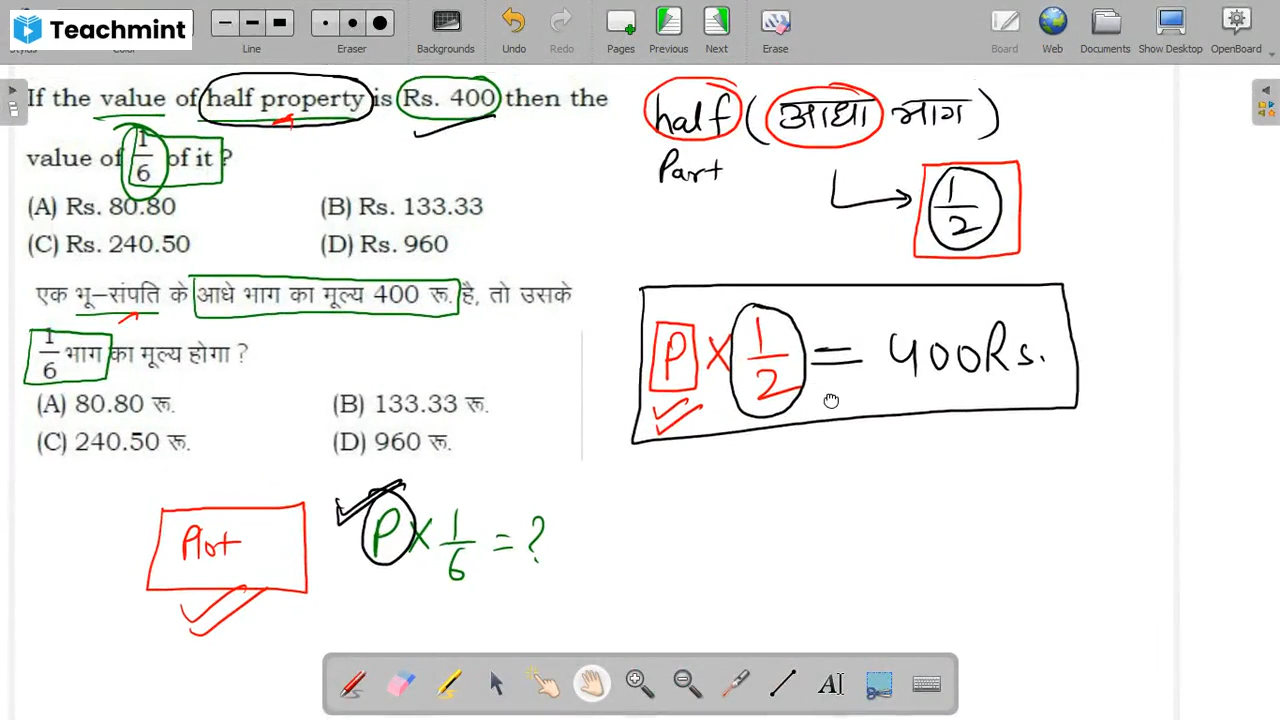 Teachmint
Line
Eraser
Backgrounds
Undo
Redo
Pages
Previous
Next
Erase
Board
Web
Documents
Show Desktop
OpenBoard
If the value of half property is Rs. 400 then the
value of 1/6 of it ?
(A) Rs. 80.80 (B) Rs. 133.33
(C) Rs. 240.50 (D) Rs. 960
एक भू–संपति के आधे भाग का मूल्य 400 रू. है, तो उसके
1/6 भाग का मूल्य होगा ?
(A) 80.80 रू. (B) 133.33 रू.
(C) 240.50 रू. (D) 960 रू.
half (आधा भाग)
Part
1/2
P × 1/2 = 400Rs.
Plot
P × 1/6 = ?
AI